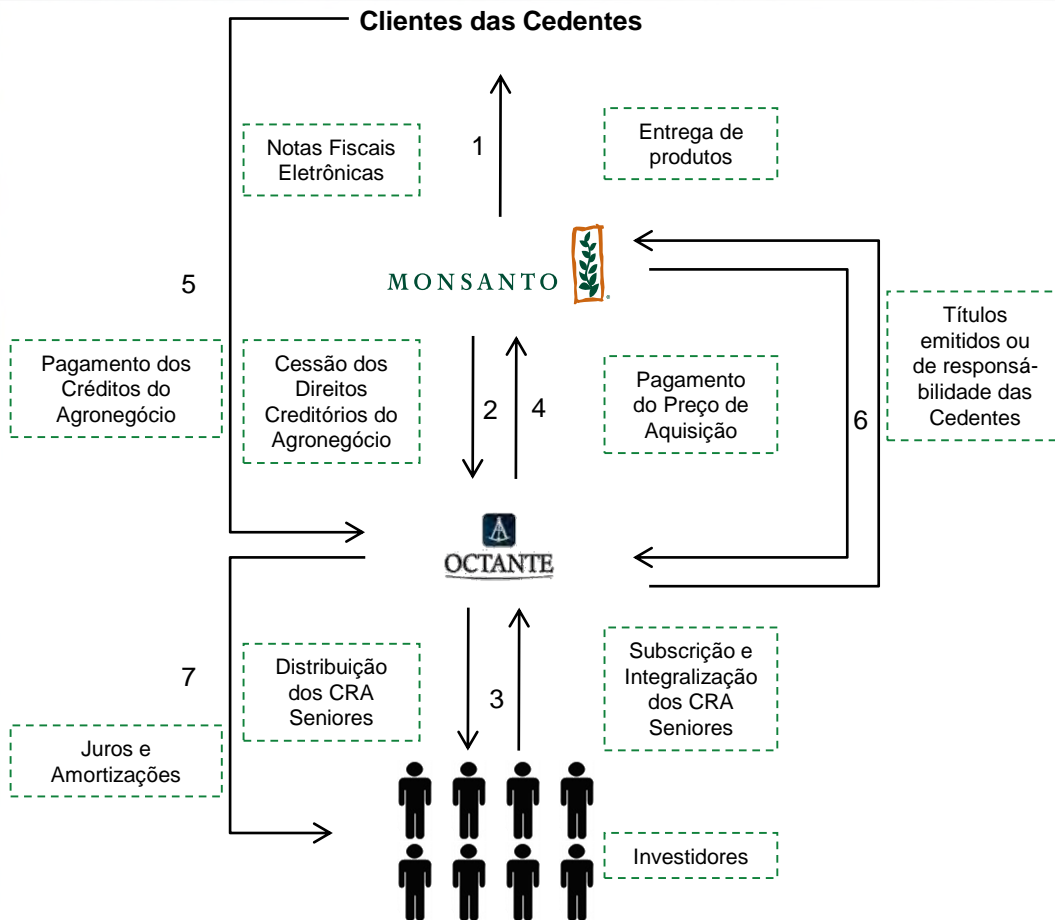 Clientes das Cedentes
Notas Fiscais
Eletrônicas
1
Entrega de
produtos
MONSANTO
5
Pagamento dos
Créditos do
Agronegócio
Cessão dos
Direitos
Creditórios do
Agronegócio
2
4
Pagamento
do Preço de
Aquisição
6
Títulos
emitidos ou
de responsá-
bilidade das
Cedentes
OCTANTE
7
Distribuição
dos CRA
Seniores
3
Subscrição e
Integralização
dos CRA
Seniores
Juros e
Amortizações
Investidores